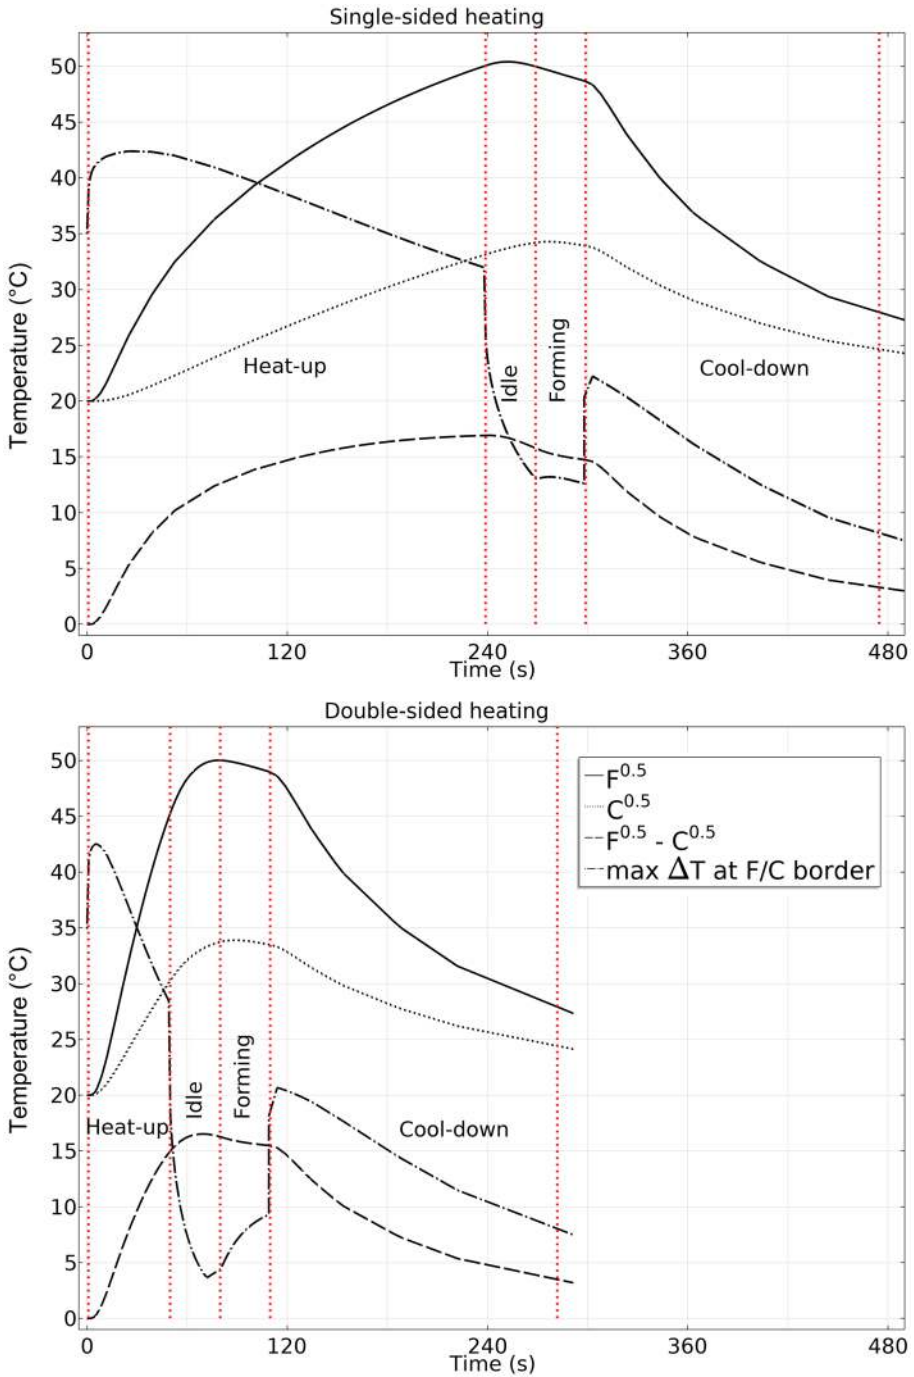 Single-sided heating
50
45
40
35
30
25
20
15
10
5
0
Temperature (°C)
Heat-up
Idle
Forming
Cool-down
0 120 240 360 480
Time (s)
Double-sided heating
50
45
40
35
30
25
20
15
10
5
0
Temperature (°C)
F^0.5
C^0.5
F^0.5 - C^0.5
max ΔT at F/C border
Heat-up
Idle
Forming
Cool-down
0 120 240 360 480
Time (s)